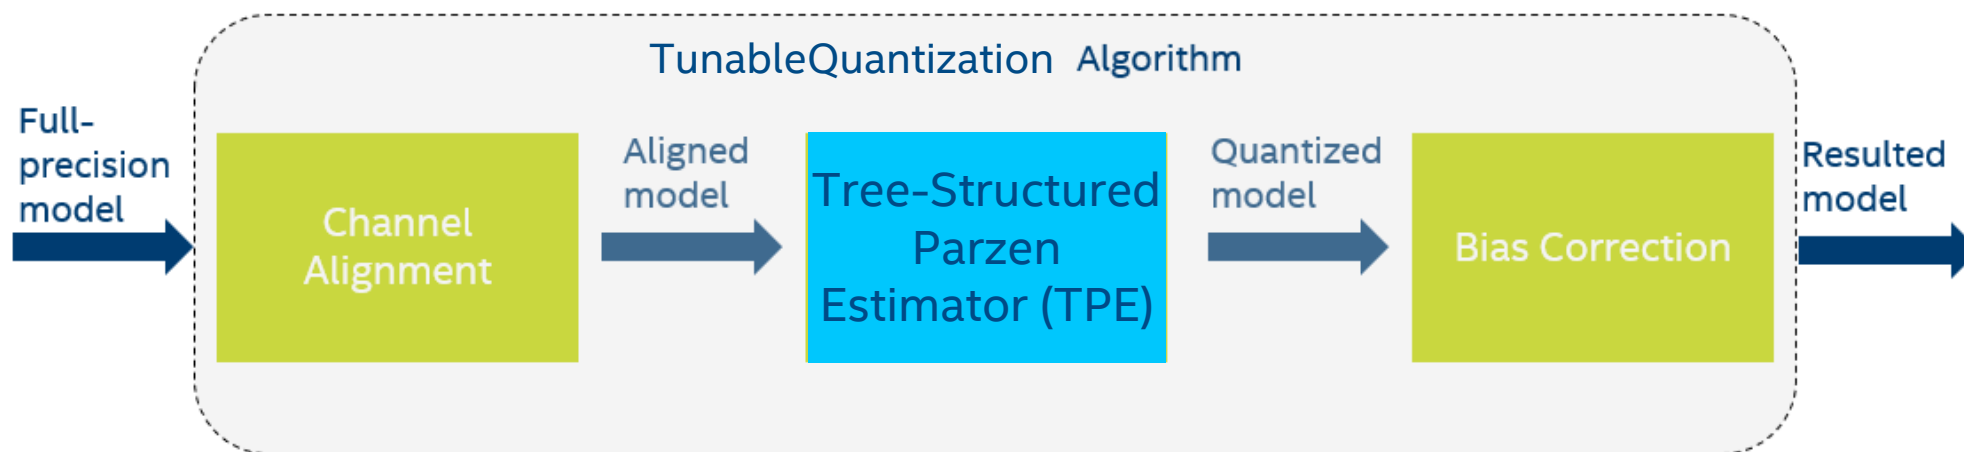 TunableQuantization Algorithm
Full-
precision
model
Channel
Alignment
Aligned
model
Tree-Structured
Parzen
Estimator (TPE)
Quantized
model
Bias Correction
Resulted
model